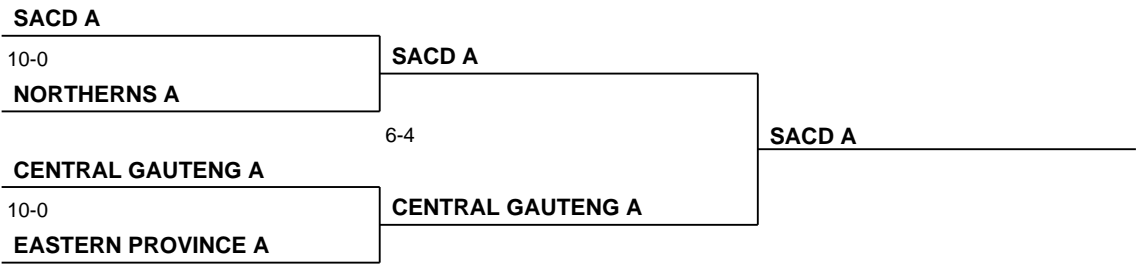 SACD A
10-0
SACD A
NORTHERNS A
6-4
SACD A
CENTRAL GAUTENG A
10-0
CENTRAL GAUTENG A
EASTERN PROVINCE A